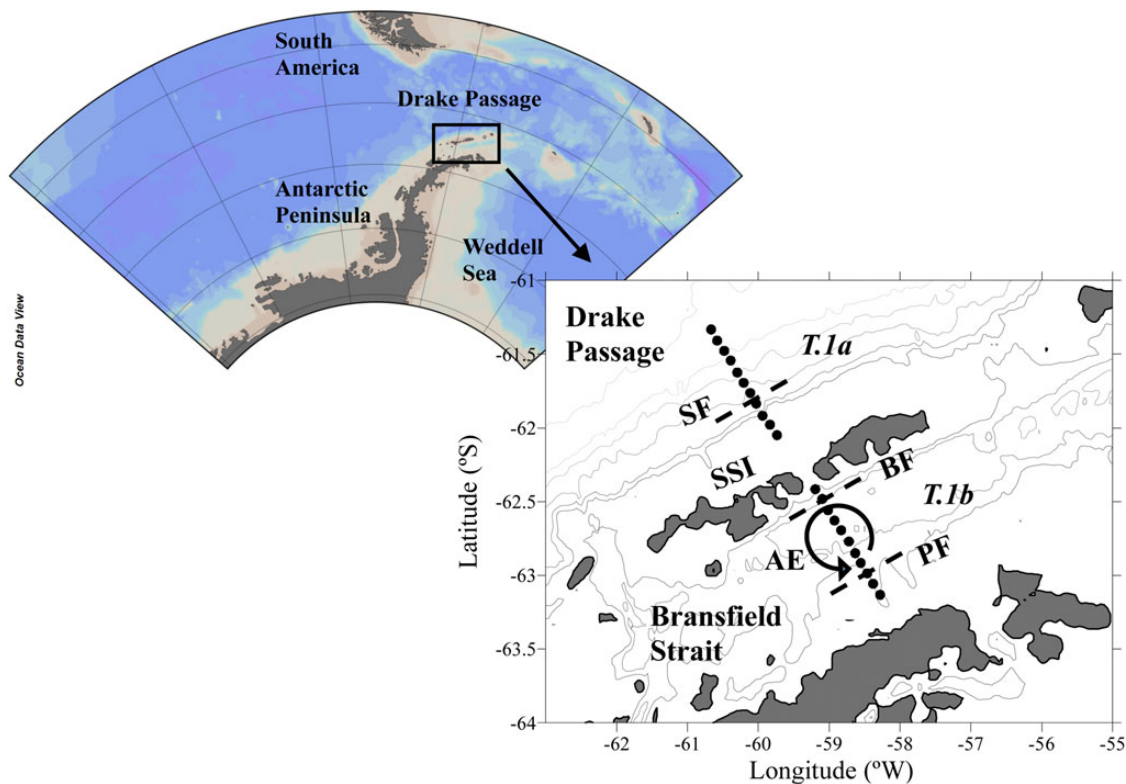 South
America
Drake Passage
Antarctic
Peninsula
Weddell
Sea
Ocean Data View
Drake
Passage
T.1a
SF
SSI
BF
T.1b
AE
PF
Bransfield
Strait
Latitude (ºS)
-61
-61.5
-62
-62.5
-63
-63.5
-64
-62
-61
-60
-59
-58
-57
-56
-55
Longitude (ºW)